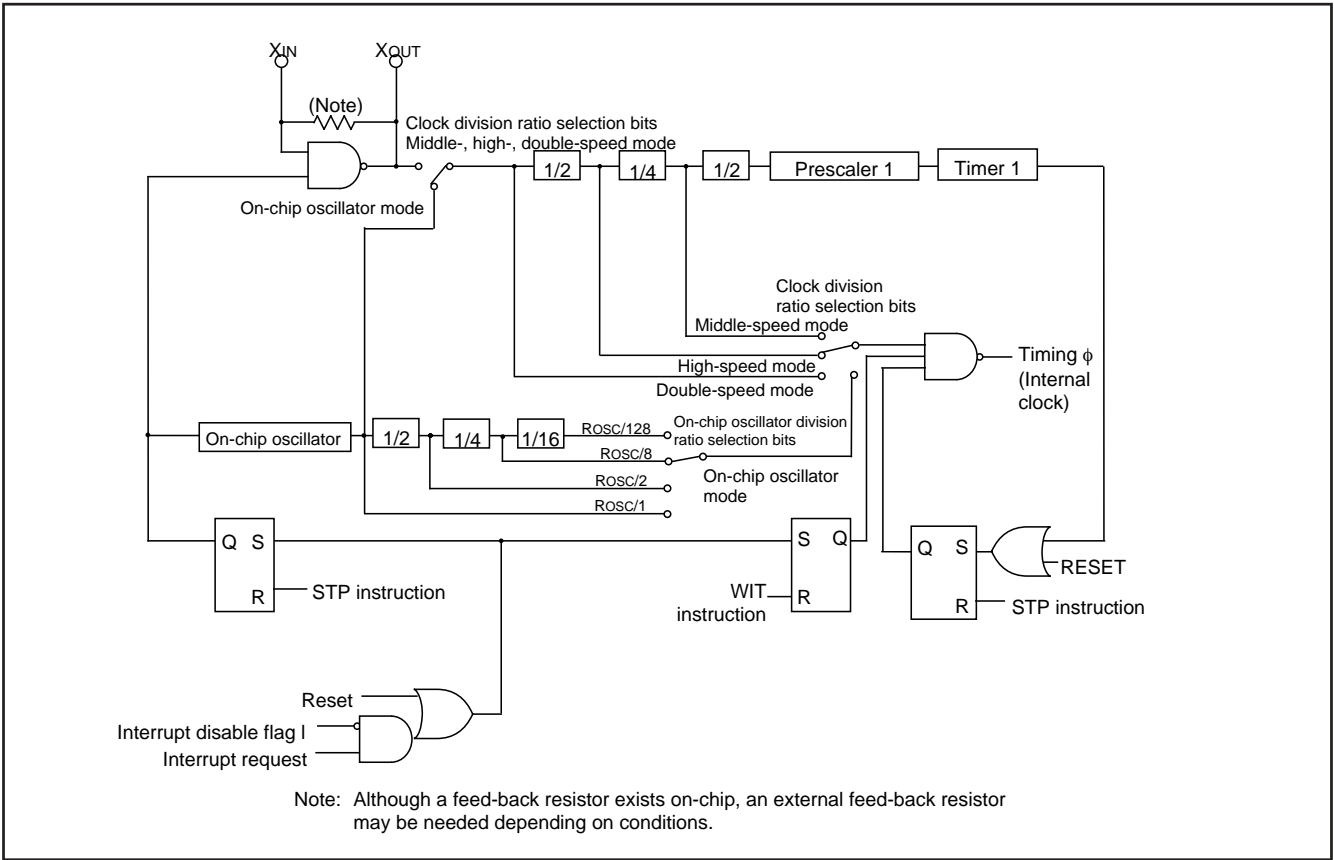 XIN XOUT
(Note)
Clock division ratio selection bits
Middle-, high-, double-speed mode
1/2 1/4 1/2 Prescaler 1 Timer 1
On-chip oscillator mode
Clock division
ratio selection bits
Middle-speed mode
High-speed mode
Double-speed mode
Timing ϕ
(Internal
clock)
On-chip oscillator 1/2 1/4 1/16 ROSC/128
On-chip oscillator division
ratio selection bits
ROSC/8
On-chip oscillator
mode
ROSC/2
ROSC/1
Q S
R
STP instruction
S Q
R
WIT
instruction
Q S
R
RESET
STP instruction
Reset
Interrupt disable flag I
Interrupt request
Note: Although a feed-back resistor exists on-chip, an external feed-back resistor
may be needed depending on conditions.